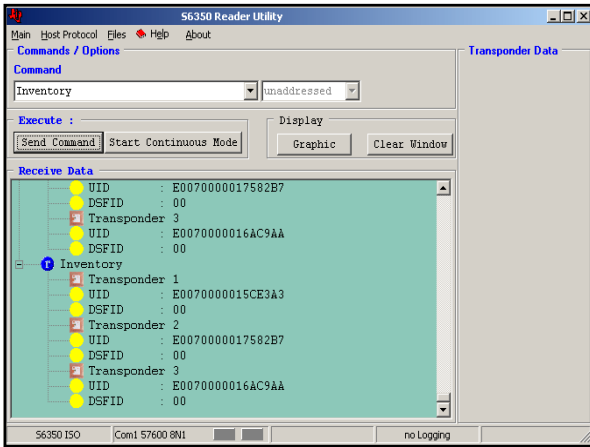 S6350 Reader Utility
Main Host Protocol Files Help About
Commands / Options
Transponder Data
Command
Inventory unaddressed
Execute :
Display
Send Command Start Continuous Mode Graphic Clear Window
Receive Data
UID : E0070000017582B7
DSFID : 00
Transponder 3
UID : E0070000016AC9AA
DSFID : 00
Inventory
Transponder 1
UID : E0070000015CE3A3
Transponder 2
UID : E0070000017582B7
DSFID : 00
Transponder 3
UID : E0070000016AC9AA
DSFID : 00
S6350 ISO Com1 57600 8N1 no Logging